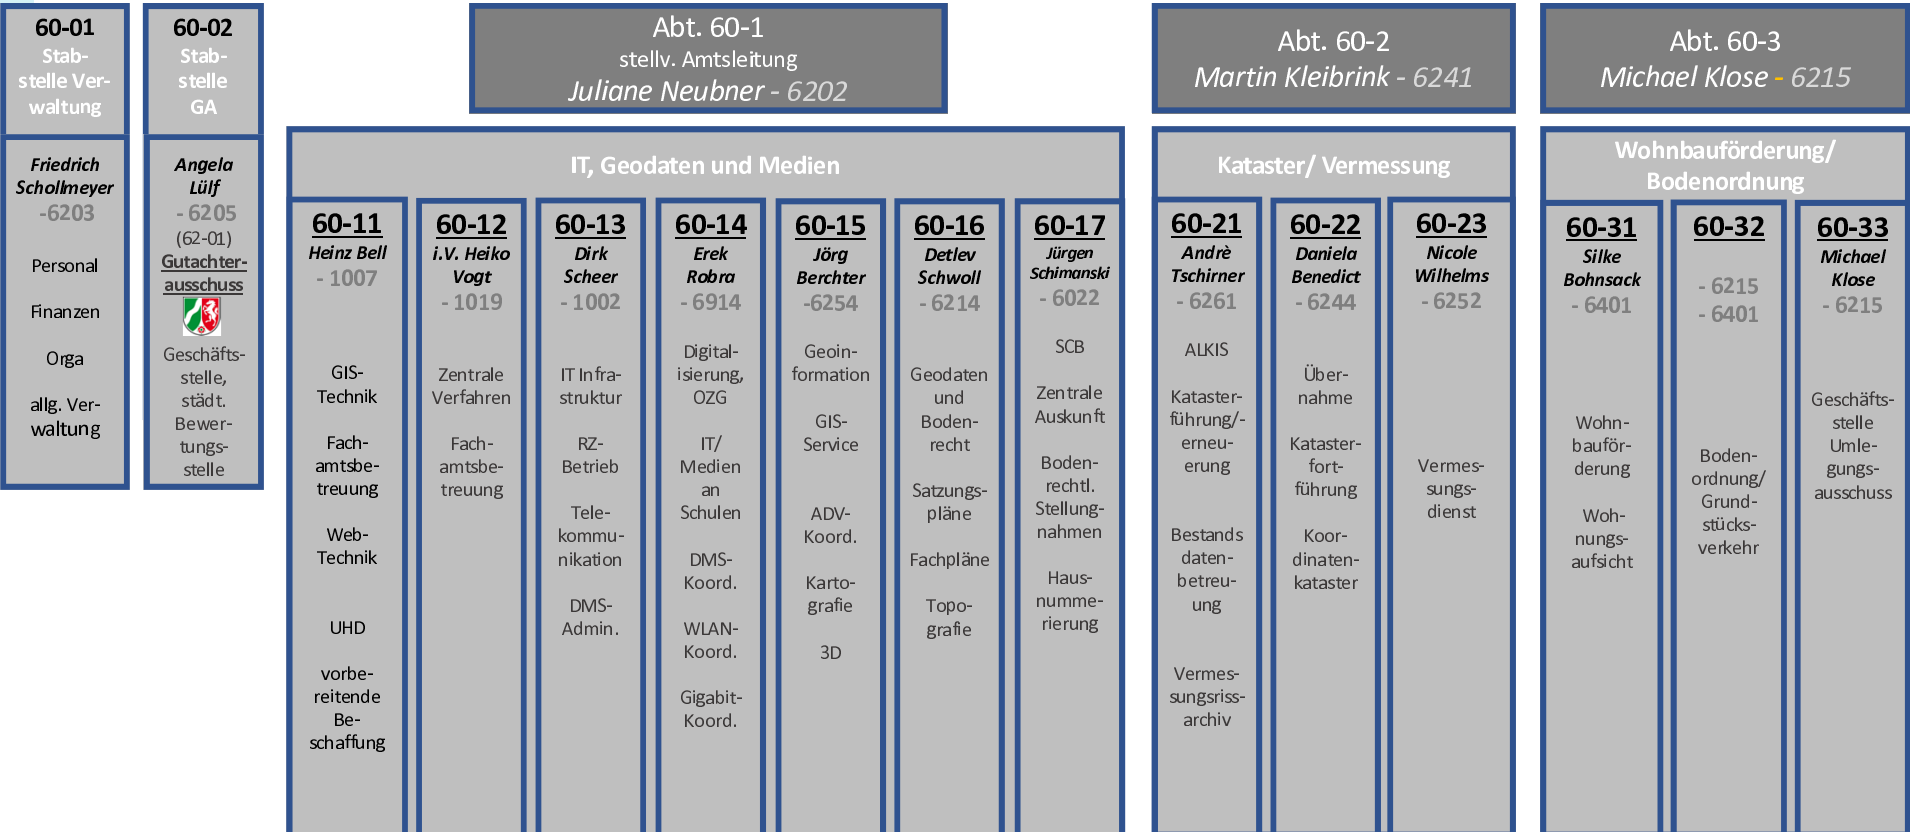 60-01
Stab-
stelle Ver-
waltung
Friedrich
Schollmeyer
-6203
Personal
Finanzen
Orga
allg. Ver-
waltung
60-02
Stab-
stelle
GA
Angela
Lülf
- 6205
(62-01)
Gutachter-
ausschuss
Geschäfts-
stelle,
städt.
Bewer-
tungs-
stelle
Abt. 60-1
stellv. Amtsleitung
Juliane Neubner - 6202
IT, Geodaten und Medien
60-11
Heinz Bell
- 1007
GIS-
Technik
Fach-
amtsbe-
treuung
Web-
Technik
UHD
vorbe-
reitende
Be-
schaffung
60-12
i.V. Heiko
Vogt
- 1019
Zentrale
Verfahren
Fach-
amtsbe-
treuung
60-13
Dirk
Scheer
- 1002
IT Infra-
struktur
RZ-
Betrieb
Tele-
kommu-
nikation
DMS-
Admin.
60-14
Erek
Robra
- 6914
Digital-
isierung,
OZG
IT/
Medien
an
Schulen
DMS-
Koord.
WLAN-
Koord.
Gigabit-
Koord.
60-15
Jörg
Berchter
-6254
Geoin-
formation
GIS-
Service
ADV-
Koord.
Karto-
grafie
3D
60-16
Detlev
Schwoll
- 6214
Geodaten
und
Boden-
recht
Satzungs-
pläne
Fachpläne
Topo-
grafie
60-17
Jürgen
Schimanski
- 6022
SCB
Zentrale
Auskunft
Boden-
rechtl.
Stellung-
nahmen
Haus-
numme-
rierung
Abt. 60-2
Martin Kleibrink - 6241
Kataster/ Vermessung
60-21
Andrè
Tschirner
- 6261
ALKIS
Kataster-
führung/-
erneu-
erung
Bestands
daten-
betreu-
ung
Vermes-
sungsriss-
archiv
60-22
Daniela
Benedict
- 6244
Über-
nahme
Kataster-
fort-
führung
Koor-
dinaten-
kataster
60-23
Nicole
Wilhelms
- 6252
Vermes-
sungs-
dienst
Abt. 60-3
Michael Klose - 6215
Wohnbauförderung/
Bodenordnung
60-31
Silke
Bohnsack
- 6401
Wohn-
bauför-
derung
Woh-
nungs-
aufsicht
60-32
- 6215
- 6401
Boden-
ordnung/
Grund-
stücks-
verkehr
60-33
Michael
Klose
- 6215
Geschäfts-
stelle
Umle-
gungs-
ausschuss